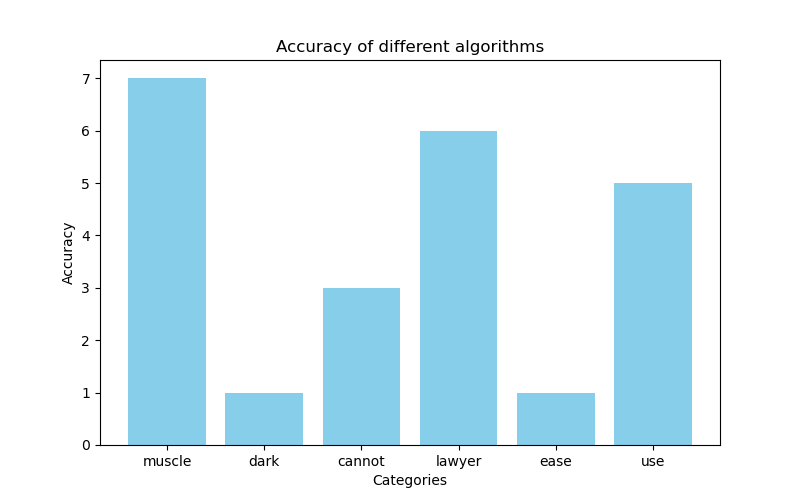 Accuracy of different algorithms
Accuracy
7
6
5
4
3
2
1
0
muscle dark cannot lawyer ease use
Categories